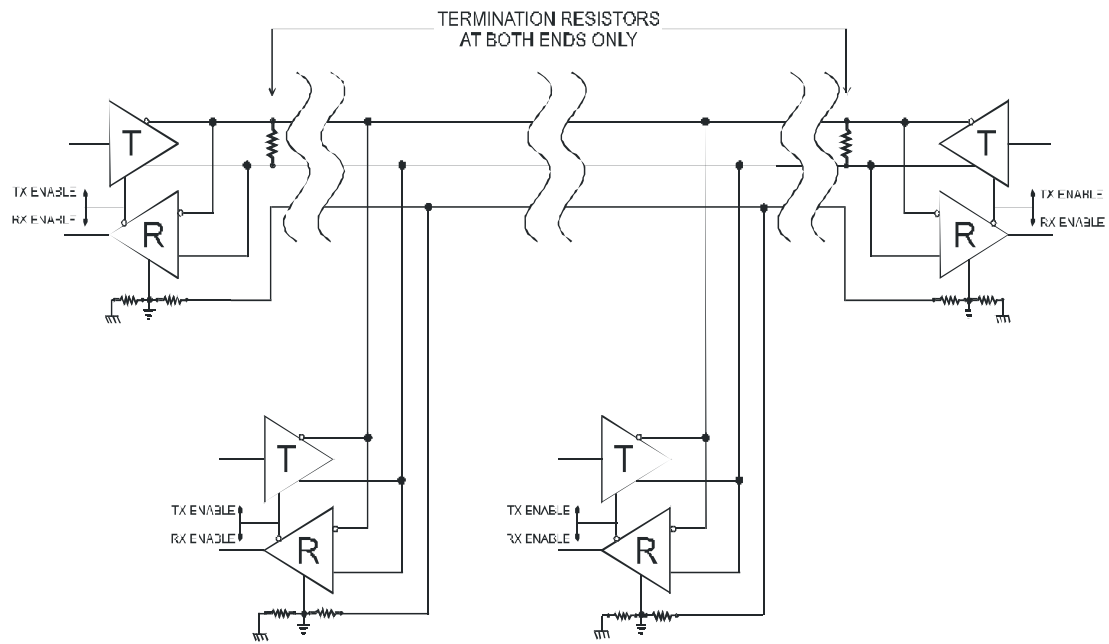 TERMINATION RESISTORS
AT BOTH ENDS ONLY
T
T
TX ENABLE
RX ENABLE
R
TX ENABLE
RX ENABLE
R
T
T
TX ENABLE
RX ENABLE
R
TX ENABLE
RX ENABLE
R